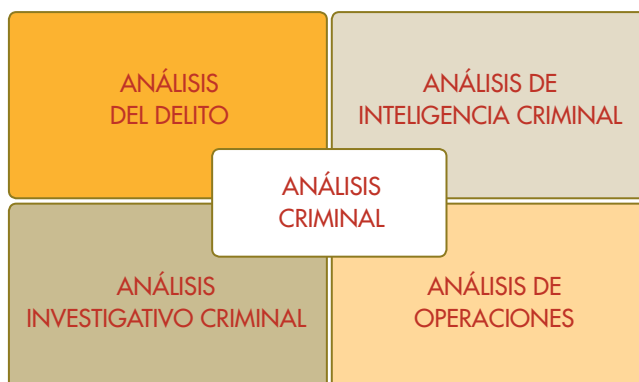 ANÁLISIS
DEL DELITO
ANÁLISIS DE
INTELIGENCIA CRIMINAL
ANÁLISIS
CRIMINAL
ANÁLISIS
INVESTIGATIVO CRIMINAL
ANÁLISIS DE
OPERACIONES